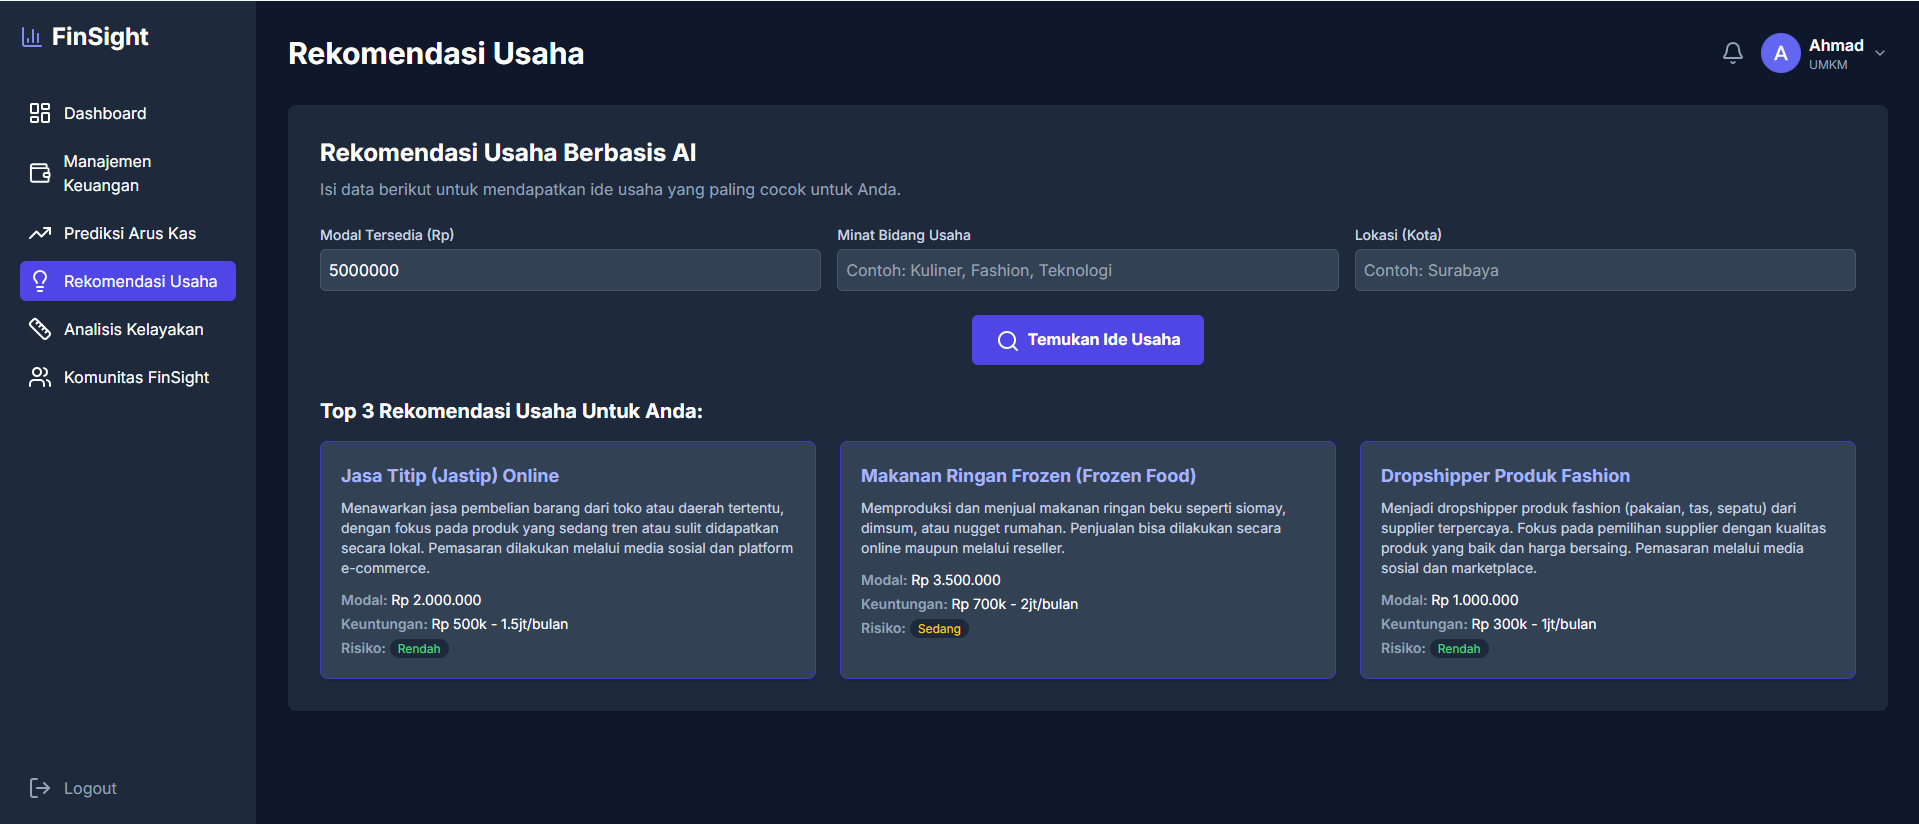 FinSight
Dashboard
Manajemen
Keuangan
Prediksi Arus Kas
Rekomendasi Usaha
Analisis Kelayakan
Komunitas FinSight
Logout
Rekomendasi Usaha
A
Ahmad
UMKM
Rekomendasi Usaha Berbasis AI
Isi data berikut untuk mendapatkan ide usaha yang paling cocok untuk Anda.
Modal Tersedia (Rp)
5000000
Minat Bidang Usaha
Contoh: Kuliner, Fashion, Teknologi
Lokasi (Kota)
Contoh: Surabaya
Temukan Ide Usaha
Top 3 Rekomendasi Usaha Untuk Anda:
Jasa Titip (Jastip) Online
Menawarkan jasa pembelian barang dari toko atau daerah tertentu,
dengan fokus pada produk yang sedang tren atau sulit didapatkan
secara lokal. Pemasaran dilakukan melalui media sosial dan platform
e-commerce.
Modal: Rp 2.000.000
Keuntungan: Rp 500k - 1.5jt/bulan
Risiko: Rendah
Makanan Ringan Frozen (Frozen Food)
Memproduksi dan menjual makanan ringan beku seperti siomay,
dimsum, atau nugget rumahan. Penjualan bisa dilakukan secara
online maupun melalui reseller.
Modal: Rp 3.500.000
Keuntungan: Rp 700k - 2jt/bulan
Risiko: Sedang
Dropshipper Produk Fashion
Menjadi dropshipper produk fashion (pakaian, tas, sepatu) dari
supplier terpercaya. Fokus pada pemilihan supplier dengan kualitas
produk yang baik dan harga bersaing. Pemasaran melalui media
sosial dan marketplace.
Modal: Rp 1.000.000
Keuntungan: Rp 300k - 1jt/bulan
Risiko: Rendah